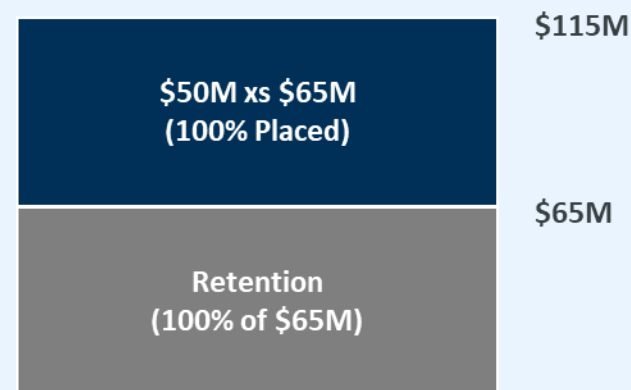 $115M
$50M xs $65M
(100% Placed)
$65M
Retention
(100% of $65M)